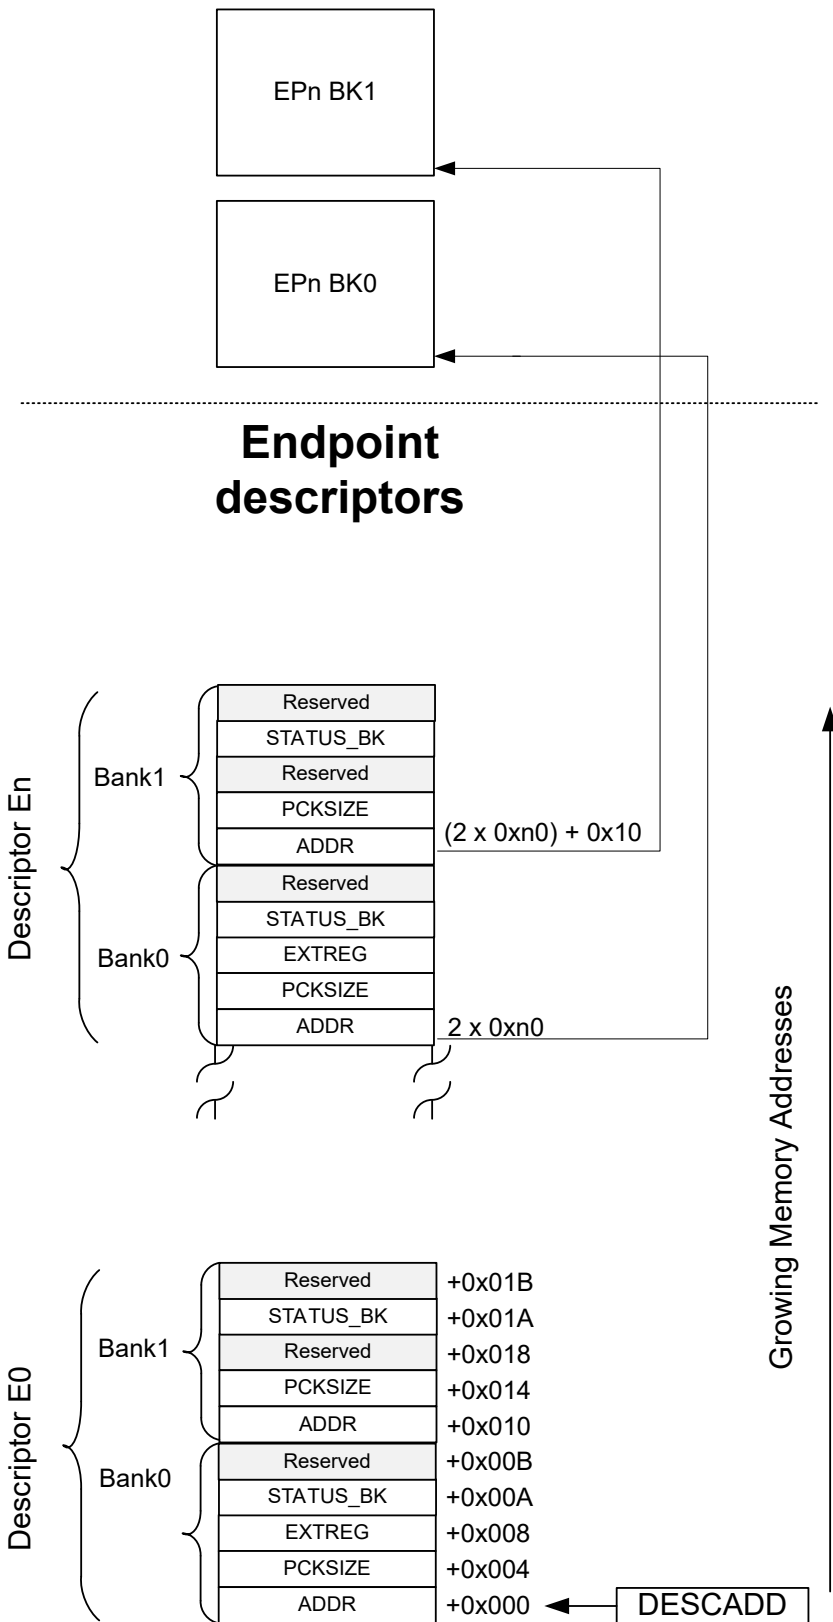 EPn BK1
EPn BK0
Endpoint
descriptors
Descriptor En
Bank1
Reserved
STATUS_BK
Reserved
PCKSIZE
ADDR
(2 x 0xn0) + 0x10
Bank0
Reserved
STATUS_BK
EXTREG
PCKSIZE
ADDR
2 x 0xn0
Growing Memory Addresses
Descriptor E0
Bank1
Reserved +0x01B
STATUS_BK +0x01A
Reserved +0x018
PCKSIZE +0x014
ADDR +0x010
Bank0
Reserved +0x00B
STATUS_BK +0x00A
EXTREG +0x008
PCKSIZE +0x004
ADDR +0x000
DESCADD